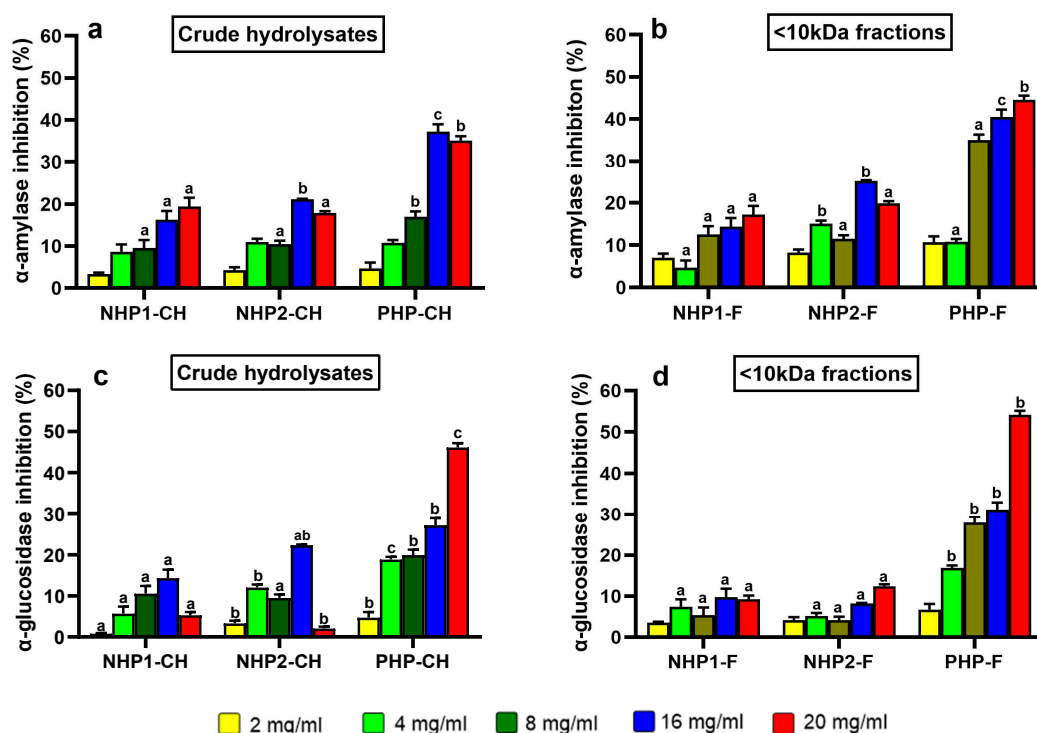 a
Crude hydrolysates
α-amylase inhibition (%)
60
50
40
30
20
10
0
a
a
a
b
a
b
c
b
NHP1-CH NHP2-CH PHP-CH
b
<10kDa fractions
α-amylase inhibiton (%)
60
50
40
30
20
10
0
a
a
a
a
b
a
b
a
a
a
c
b
NHP1-F NHP2-F PHP-F
c
Crude hydrolysates
α-glucosidase inhibition (%)
60
50
40
30
20
10
0
a
a
a
a
a
b
b
a
ab
b
b
c
b
b
c
NHP1-CH NHP2-CH PHP-CH
d
<10kDa fractions
α-glucosidase inhibition (%)
60
50
40
30
20
10
0
a
a
a
a
a
a
a
a
b
b
b
b
NHP1-F NHP2-F PHP-F
2 mg/ml 4 mg/ml 8 mg/ml 16 mg/ml 20 mg/ml